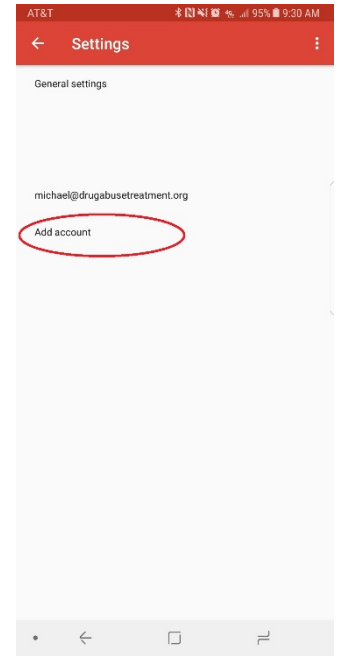 AT&T 95% 9:30 AM
Settings
General settings
michael@drugabusetreatment.org
Add account